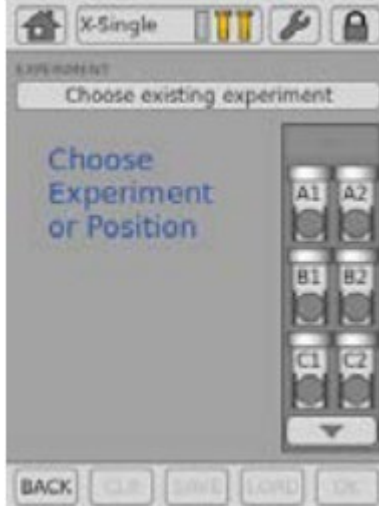 X-Single
EXPERIMENT
Choose existing experiment
Choose
Experiment
or Position
A1 A2
B1 B2
C1 C2
BACK CLR SAVE LOAD OK